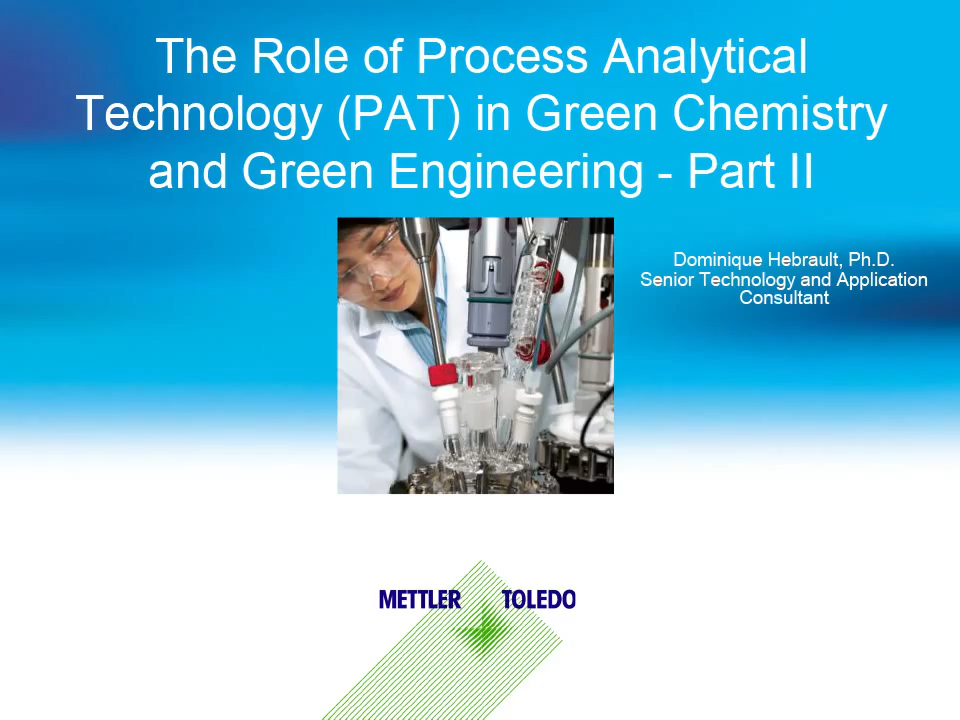 The Role of Process Analytical
Technology (PAT) in Green Chemistry
and Green Engineering - Part II
Dominique Hebrault, Ph.D.
Senior Technology and Application
Consultant
METTLER TOLEDO